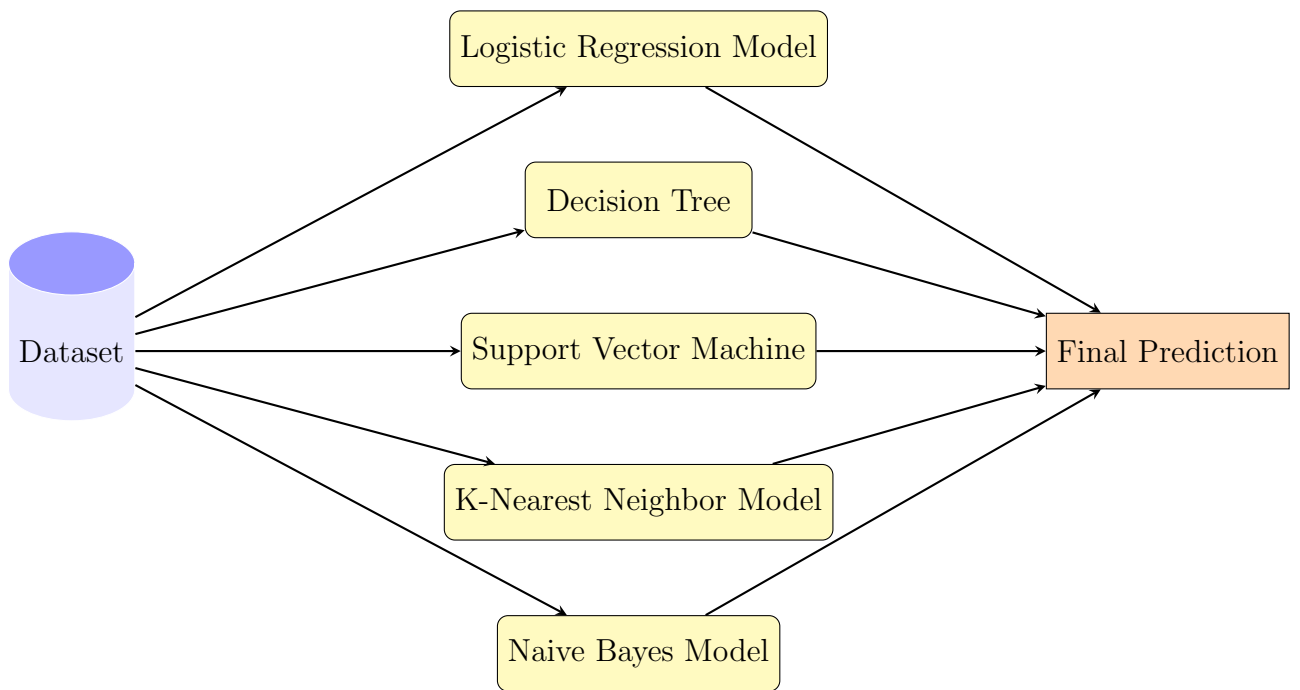 Logistic Regression Model
Decision Tree
Dataset
Support Vector Machine
Final Prediction
K-Nearest Neighbor Model
Naive Bayes Model